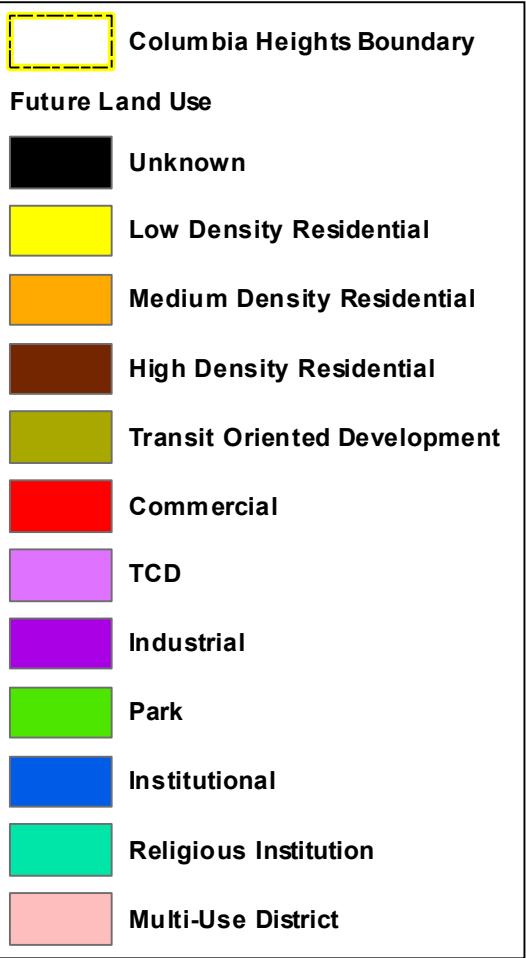 Columbia Heights Boundary
Future Land Use
Unknown
Low Density Residential
Medium Density Residential
High Density Residential
Transit Oriented Development
Commercial
TCD
Industrial
Park
Institutional
Religious Institution
Multi-Use District